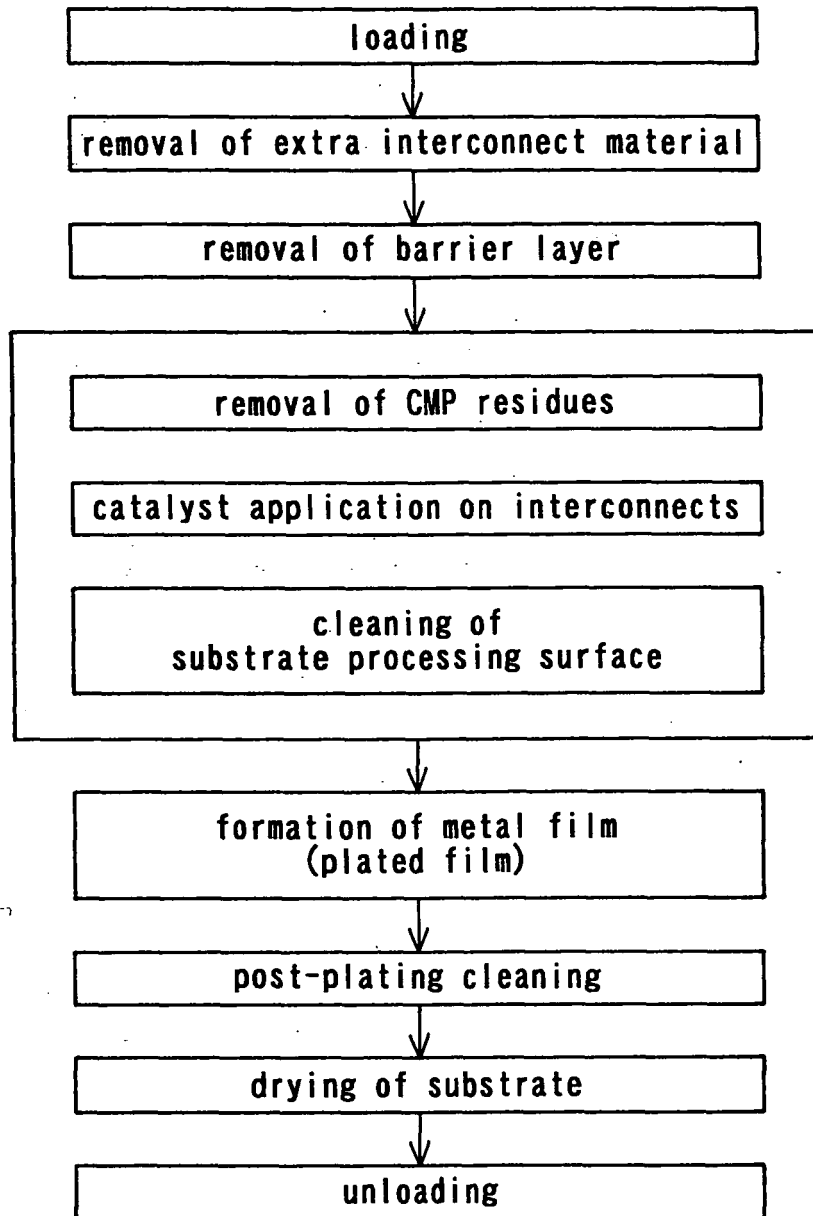 loading
removal of extra interconnect material
removal of barrier layer
removal of CMP residues
catalyst application on interconnects
cleaning of
substrate processing surface
formation of metal film
(plated film)
post-plating cleaning
drying of substrate
unloading